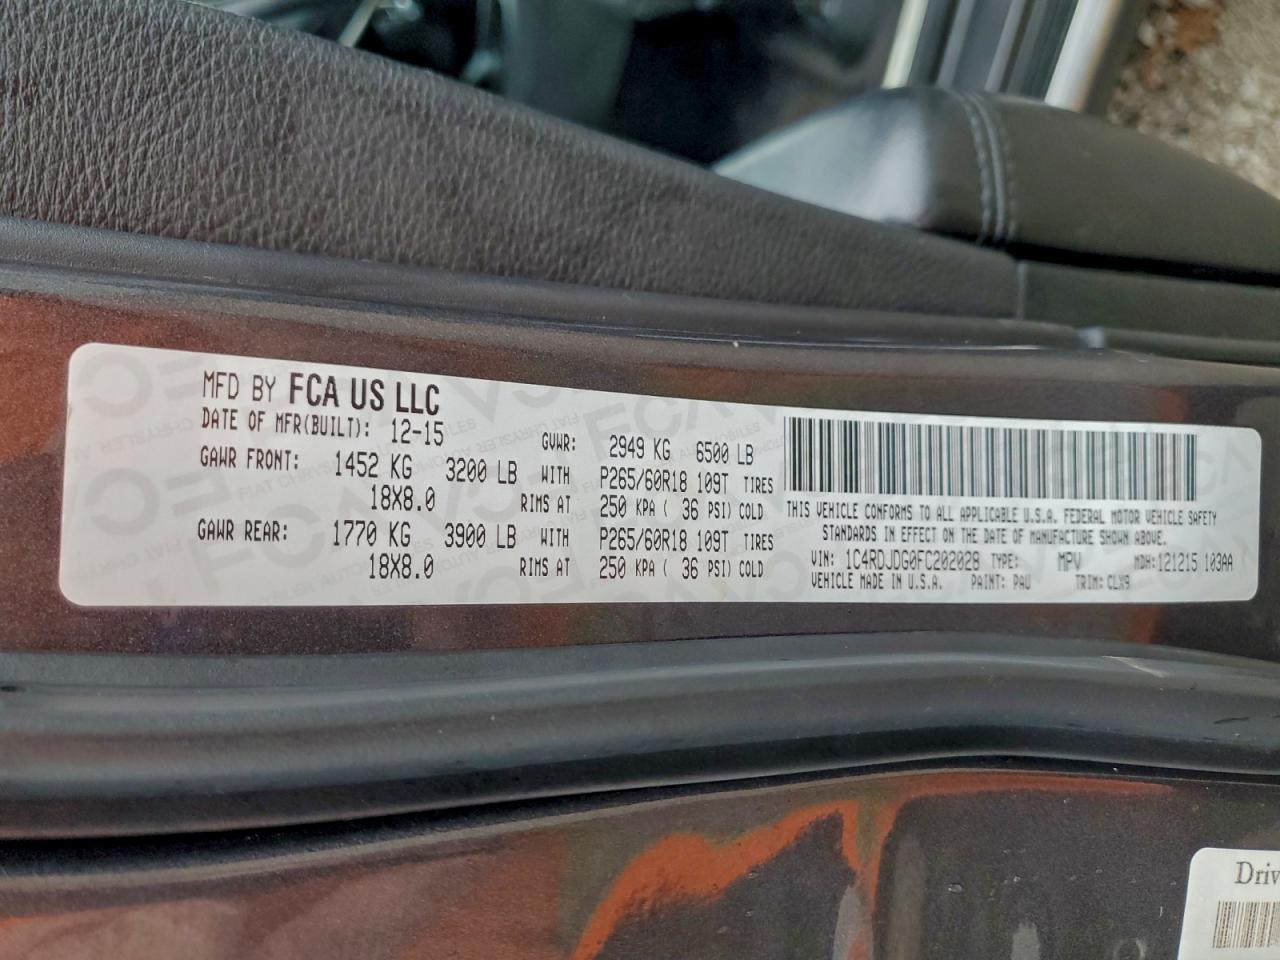 MFD BY FCA US LLC
DATE OF MFR(BUILT): 12-15
GVWR: 2949 KG 6500 LB
GAWR FRONT: 1452 KG 3200 LB WITH P265/60R18 109T TIRES
18X8.0 RIMS AT 250 KPA ( 36 PSI) COLD
GAWR REAR: 1770 KG 3900 LB WITH P265/60R18 109T TIRES
18X8.0 RIMS AT 250 KPA ( 36 PSI) COLD
THIS VEHICLE CONFORMS TO ALL APPLICABLE U.S.A. FEDERAL MOTOR VEHICLE SAFETY
STANDARDS IN EFFECT ON THE DATE OF MANUFACTURE SHOWN ABOVE.
VIN: 1C4RDJDG0FC202028 TYPE: MPV MDH:121215 103AA
VEHICLE MADE IN U.S.A. PAINT: PAU TRIM: CLX9
Driv